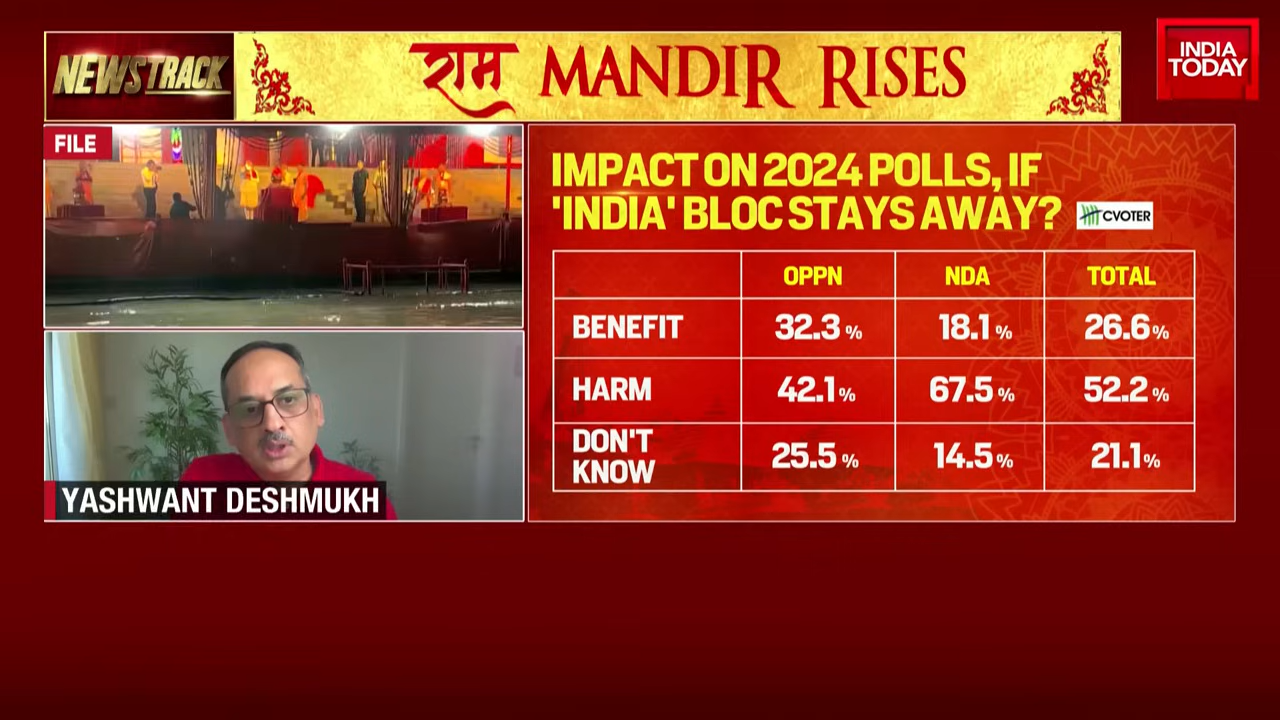 NEWSTRACK
राम MANDIR RISES
INDIA
TODAY
FILE
YASHWANT DESHMUKH
IMPACT ON 2024 POLLS, IF
'INDIA' BLOC STAYS AWAY?
CVOTER
OPPN NDA TOTAL
BENEFIT 32.3% 18.1% 26.6%
HARM 42.1% 67.5% 52.2%
DON'T
KNOW 25.5% 14.5% 21.1%